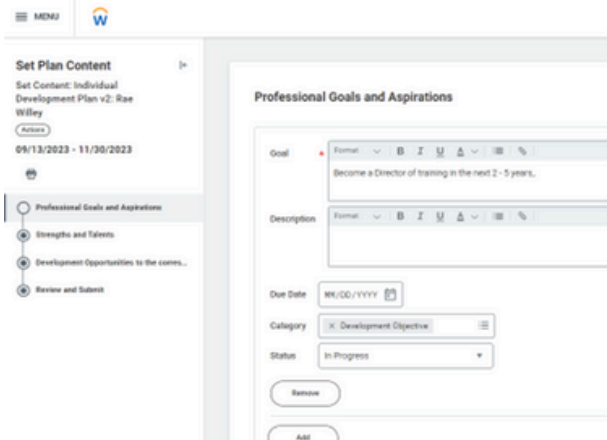 MENU
Set Plan Content
Set Content: Individual
Development Plan v2: Rae
Willey
Actions
09/13/2023 - 11/30/2023
Professional Goals and Aspirations
Strengths and Talents
Development Opportunities to the corres...
Review and Submit
Professional Goals and Aspirations
Goal
Format B I U A
Become a Director of training in the next 2 - 5 years,.
Description
Format B I U A
Due Date MM/DD/YYYY
Category × Development Objective
Status In Progress
Remove
Add